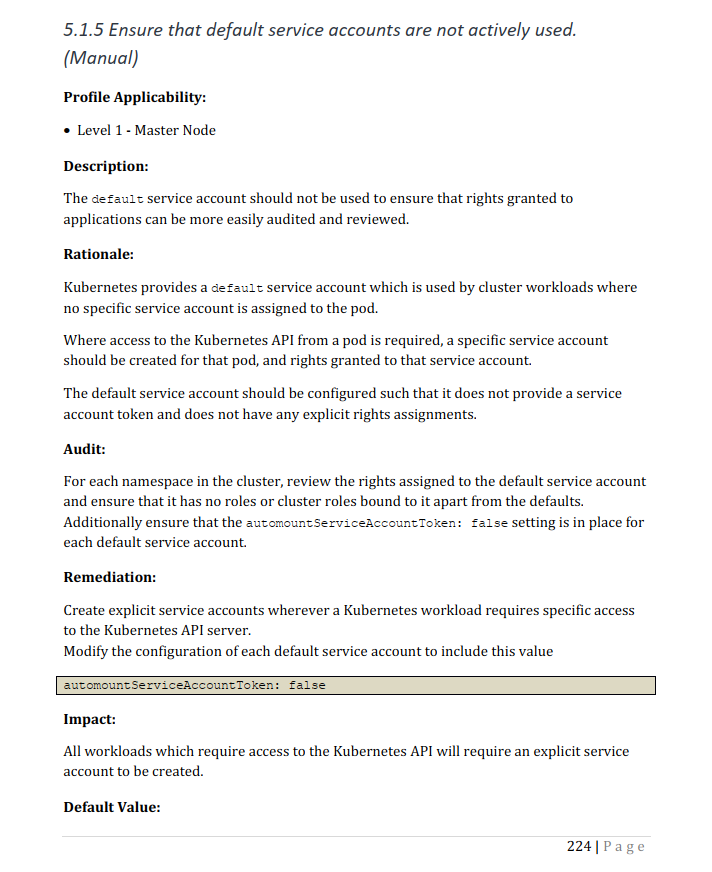 5.1.5 Ensure that default service accounts are not actively used.
(Manual)
Profile Applicability:
• Level 1 - Master Node
Description:
The default service account should not be used to ensure that rights granted to
applications can be more easily audited and reviewed.
Rationale:
Kubernetes provides a default service account which is used by cluster workloads where
no specific service account is assigned to the pod.
Where access to the Kubernetes API from a pod is required, a specific service account
should be created for that pod, and rights granted to that service account.
The default service account should be configured such that it does not provide a service
account token and does not have any explicit rights assignments.
Audit:
For each namespace in the cluster, review the rights assigned to the default service account
and ensure that it has no roles or cluster roles bound to it apart from the defaults.
Additionally ensure that the automountServiceAccountToken: false setting is in place for
each default service account.
Remediation:
Create explicit service accounts wherever a Kubernetes workload requires specific access
to the Kubernetes API server.
Modify the configuration of each default service account to include this value
automountServiceAccountToken: false
Impact:
All workloads which require access to the Kubernetes API will require an explicit service
account to be created.
Default Value:
224 | Page